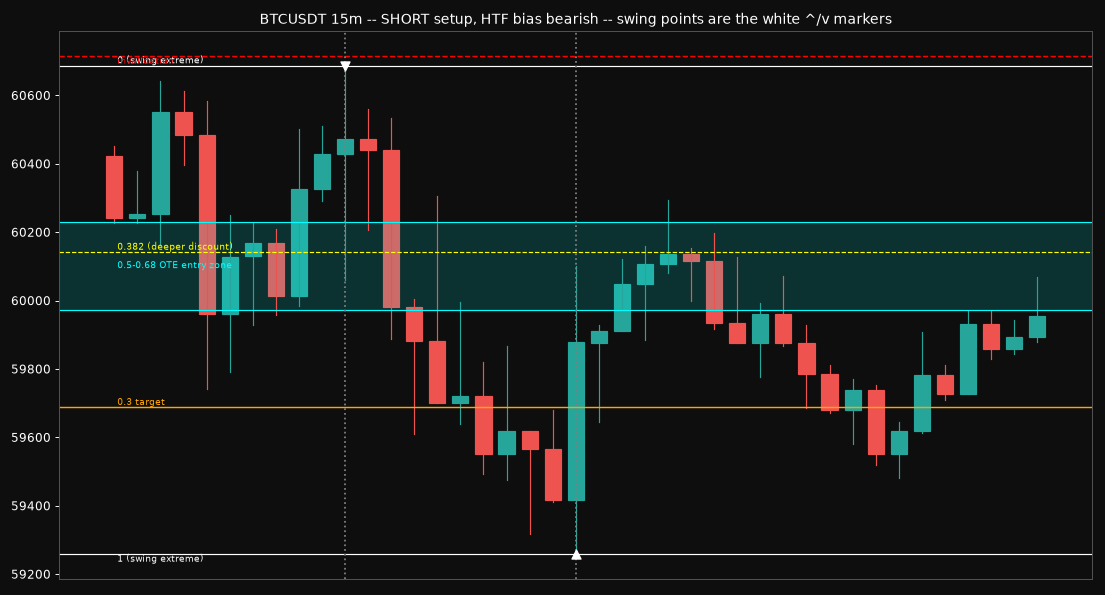 BTCUSDT 15m -- SHORT setup, HTF bias bearish -- swing points are the white ^/v markers
0 (swing extreme)
60600
60400
60200
0.382 (deeper discount)
0.5-0.68 OTE entry zone
60000
59800
0.3 target
59600
59400
1 (swing extreme)
59200